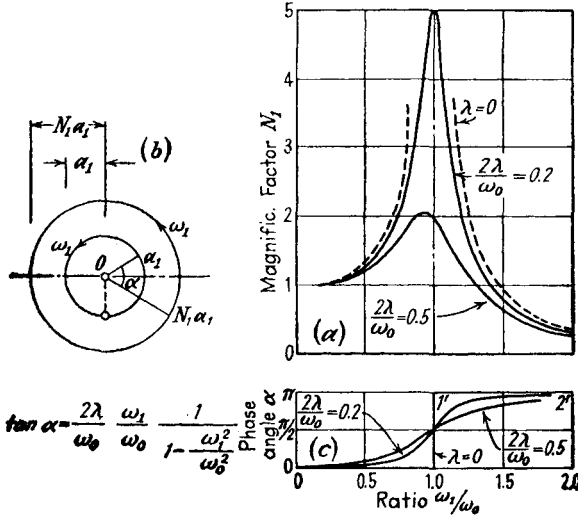 N₁a₁
(b)
a₁
ω₁
ω₁
O
a₁
α
N₁a₁
tan α = 2λ/ω₀ ω₁/ω₀ 1/(1-ω₁²/ω₀²)
Magnific. Factor N₁
5
4
3
2
1
0
λ=0
2λ/ω₀=0.2
2λ/ω₀=0.5
(a)
Phase angle α
π
π/2
0
2λ/ω₀=0.2
1'
2'
λ=0
2λ/ω₀=0.5
(c)
0 0.5 1.0 1.5 2.0
Ratio ω₁/ω₀